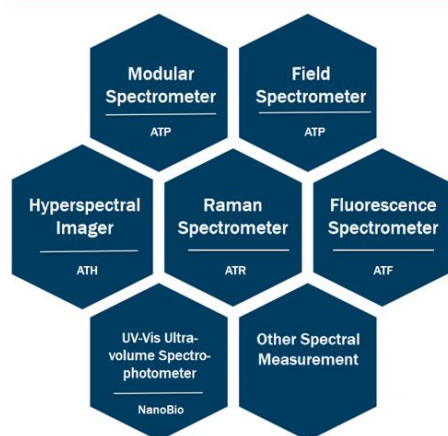 Modular
Spectrometer
ATP
Field
Spectrometer
ATP
Hyperspectral
Imager
ATH
Raman
Spectrometer
ATR
Fluorescence
Spectrometer
ATF
UV-Vis Ultra-
volume Spectro-
photometer
NanoBio
Other Spectral
Measurement